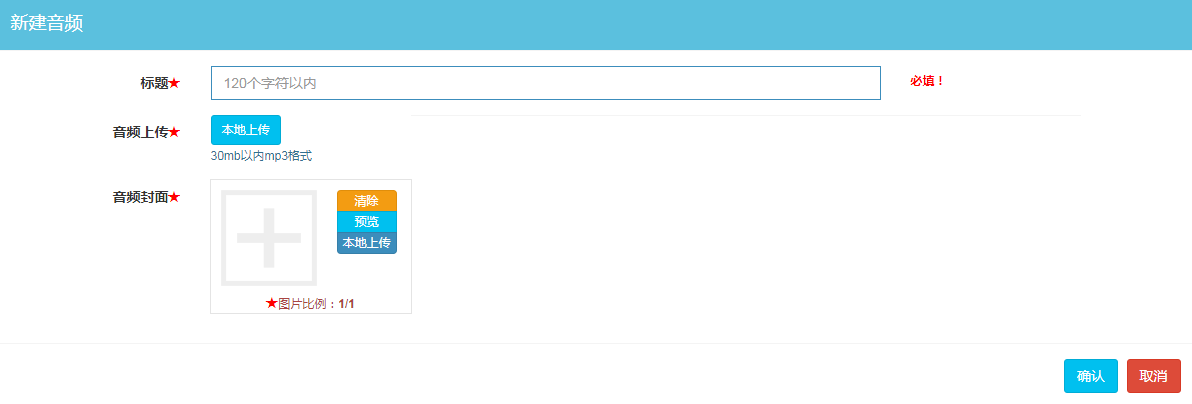 新建音频
标题★
120个字符以内
必填！
音频上传★
本地上传
30mb以内mp3格式
音频封面★
清除
预览
本地上传
★图片比例：1/1
确认
取消